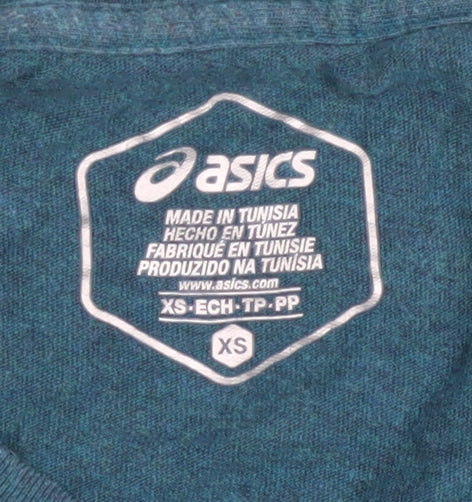 asics
MADE IN TUNISIA
HECHO EN TÚNEZ
FABRIQUÉ EN TUNISIE
PRODUZIDO NA TUNÍSIA
www.asics.com
XS·ECH·TP·PP
XS